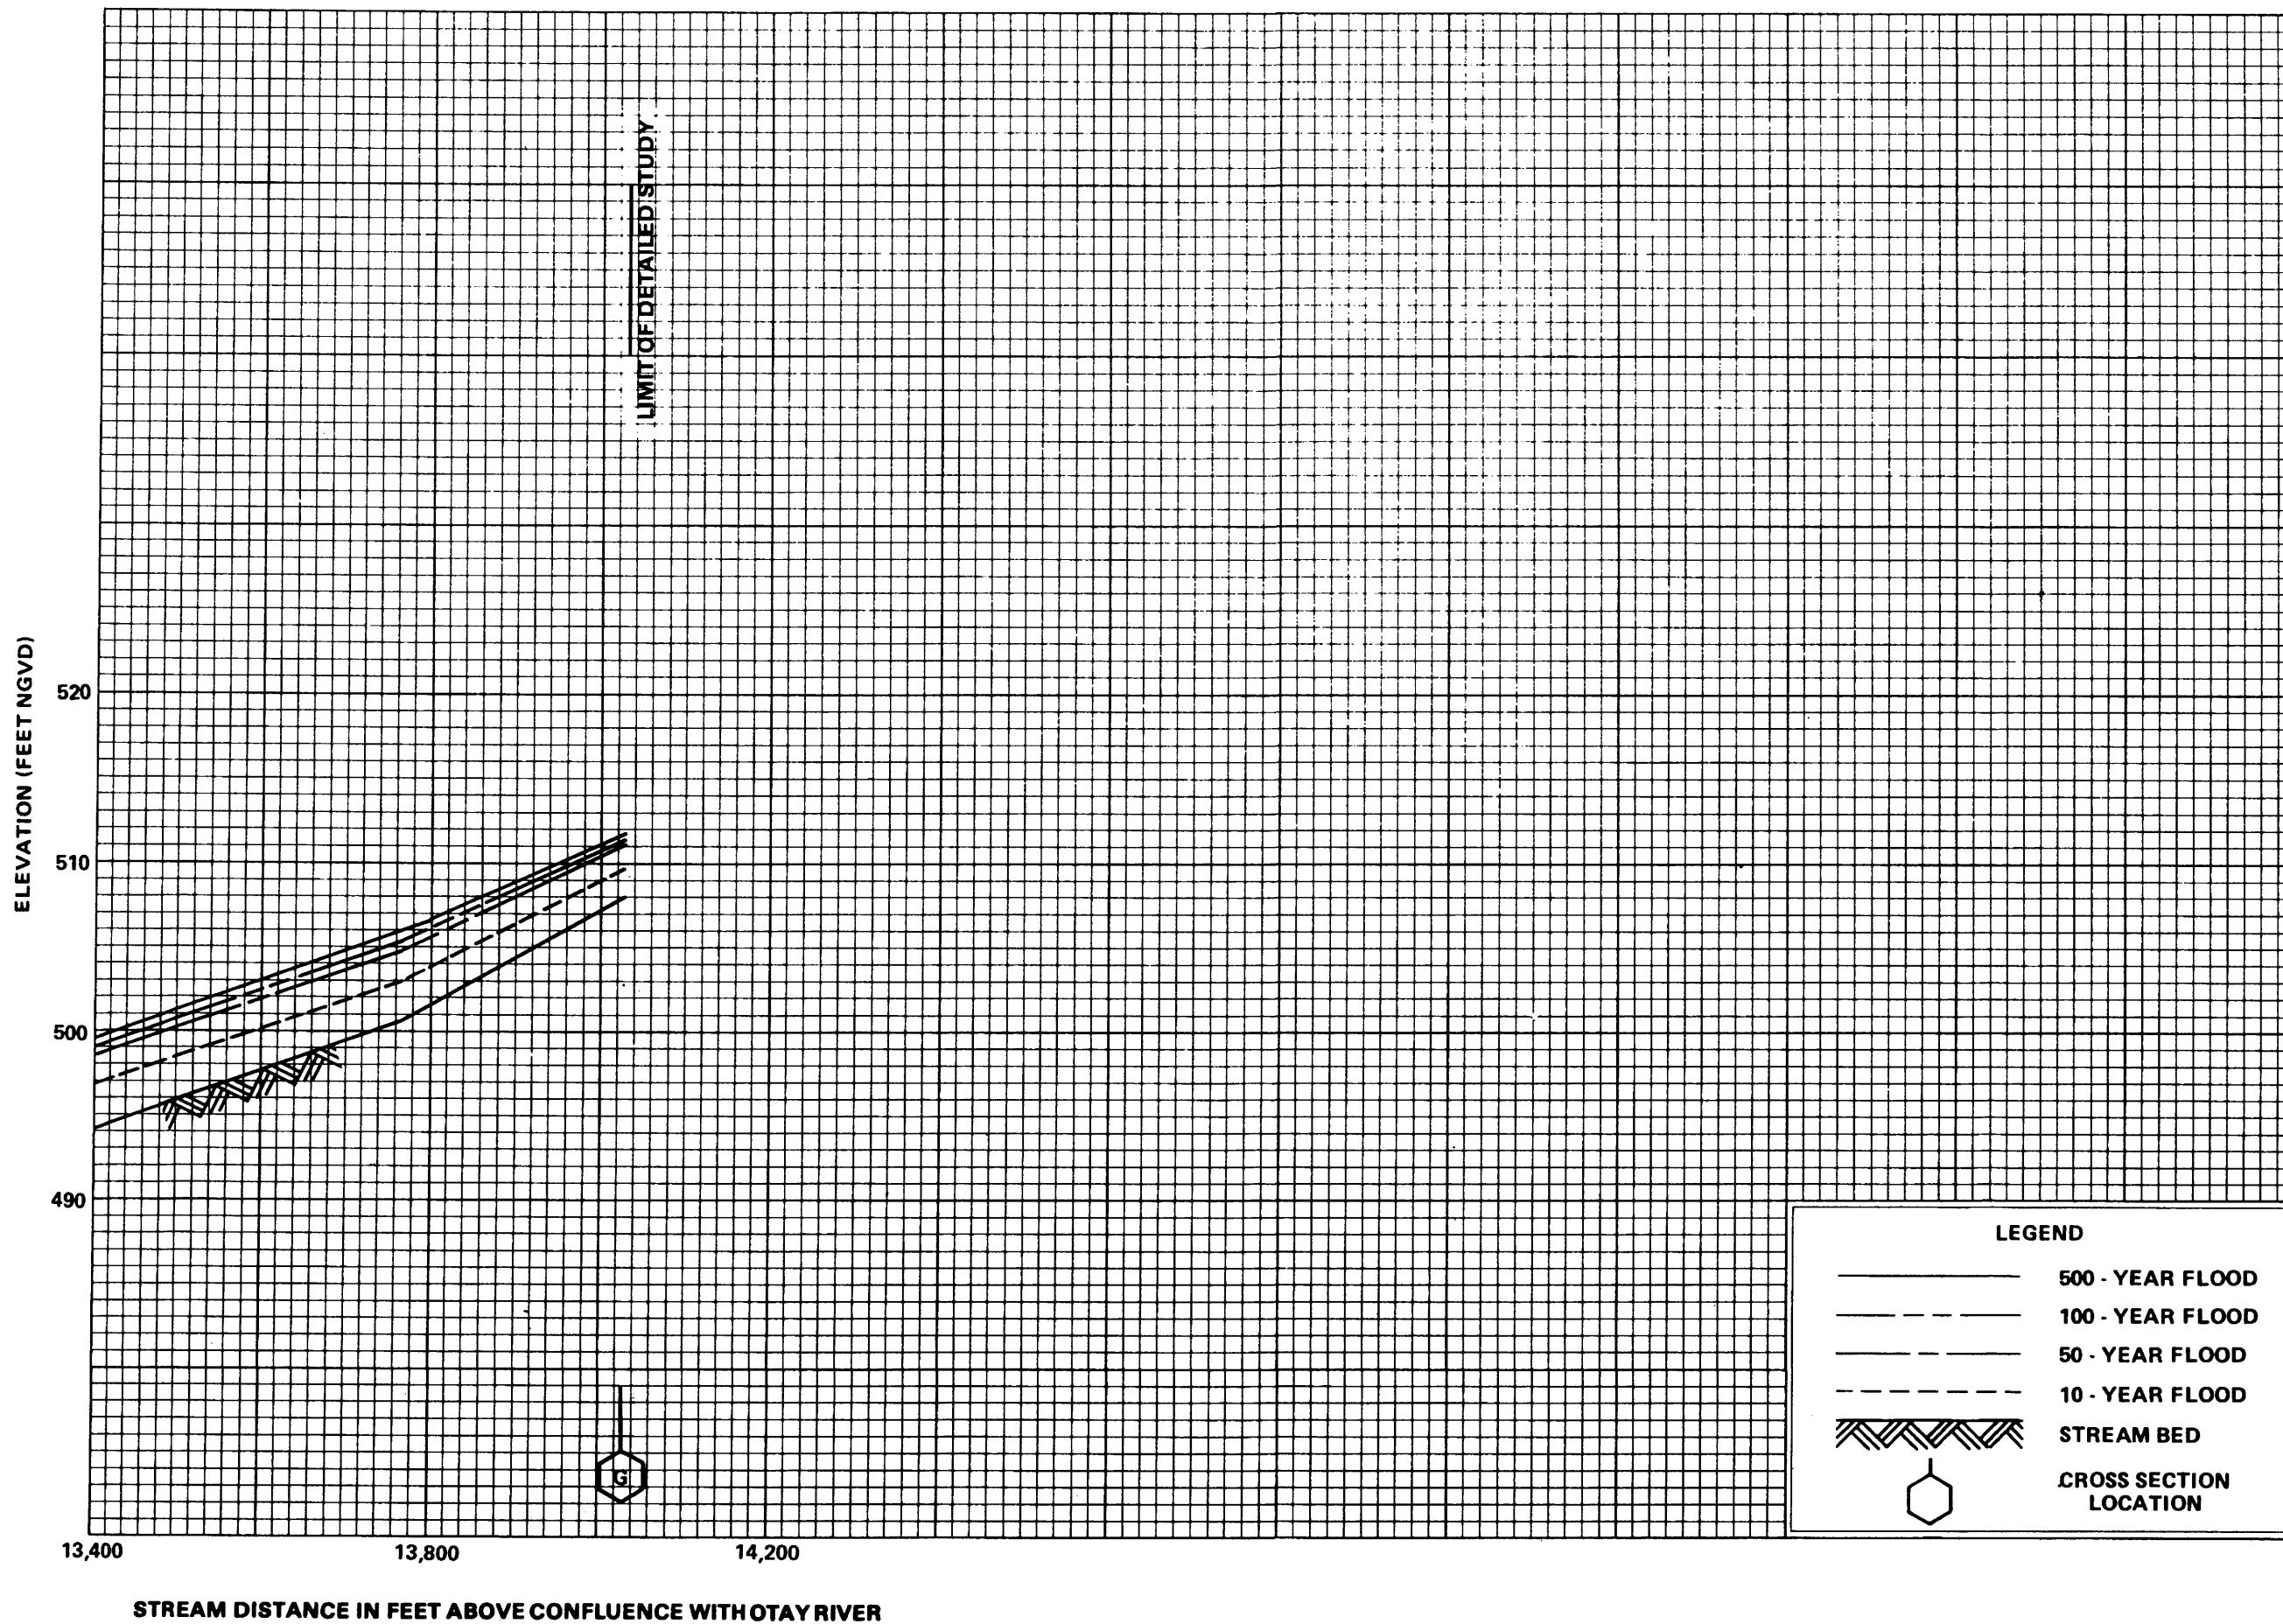 LIMIT OF DETAILED STUDY
ELEVATION (FEET NGVD)
520
510
500
490
G
13,400
13,800
14,200
STREAM DISTANCE IN FEET ABOVE CONFLUENCE WITH OTAY RIVER
LEGEND
500 - YEAR FLOOD
100 - YEAR FLOOD
50 - YEAR FLOOD
10 - YEAR FLOOD
STREAM BED
CROSS SECTION
LOCATION